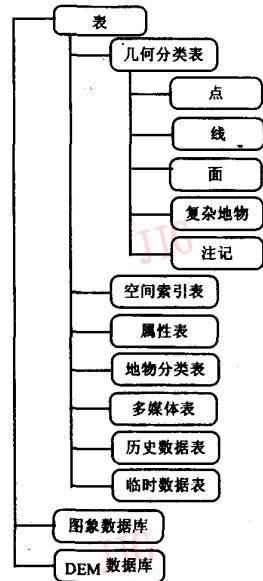 表
几何分类表
点
线
面
复杂地物
JIG
注记
空间索引表
属性表
地物分类表
多媒体表
历史数据表
临时数据表
图象数据库
JIG
DEM 数据库